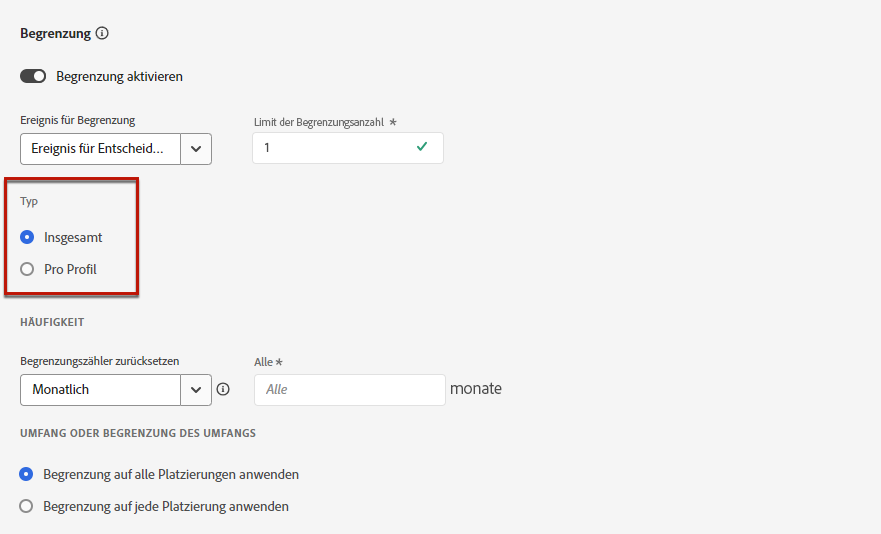 Begrenzung
Begrenzung aktivieren
Ereignis für Begrenzung
Limit der Begrenzungsanzahl *
Ereignis für Entscheid...
1
Typ
Insgesamt
Pro Profil
HÄUFIGKEIT
Begrenzungszähler zurücksetzen
Alle *
Monatlich
Alle
monate
UMFANG ODER BEGRENZUNG DES UMFANGS
Begrenzung auf alle Platzierungen anwenden
Begrenzung auf jede Platzierung anwenden